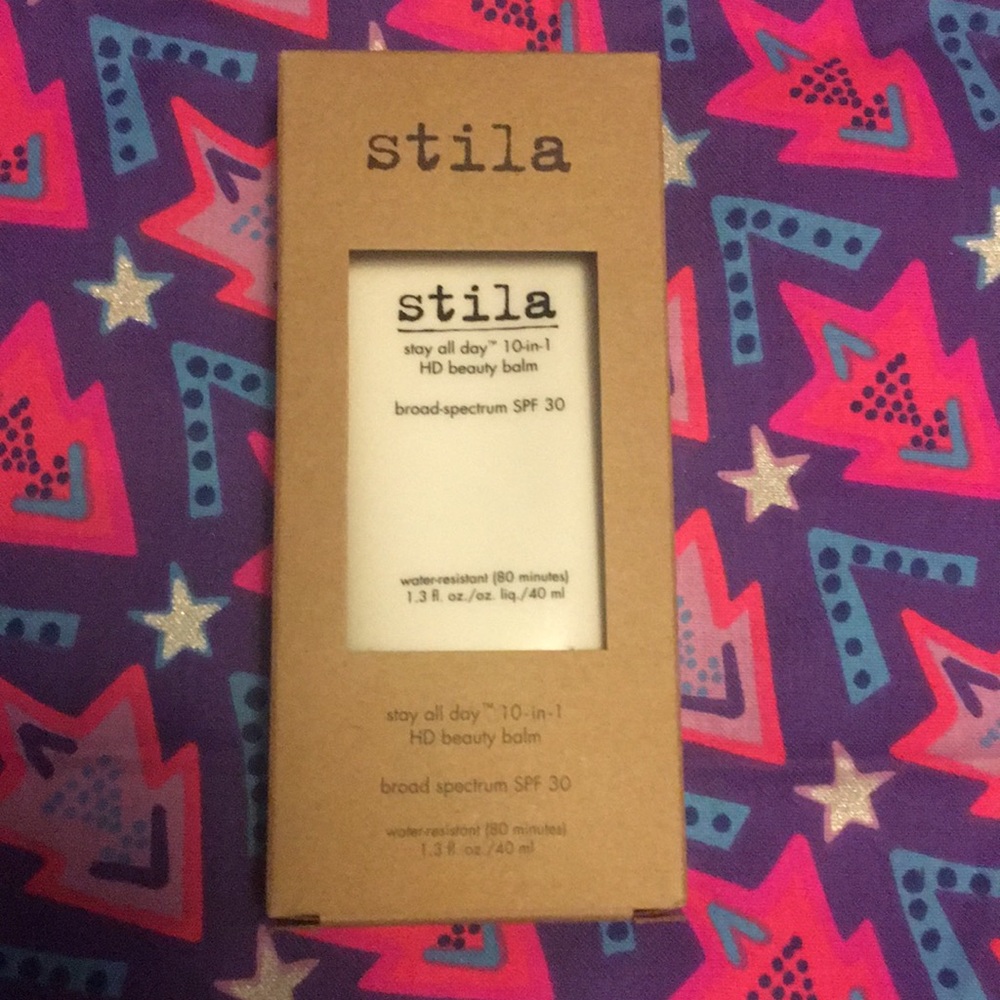 stila
stila
stay all day™ 10-in-1
HD beauty balm
broad-spectrum SPF 30
water-resistant (80 minutes)
1.3 fl. oz./oz. liq./40 ml
stay all day™ 10-in-1
HD beauty balm
broad spectrum SPF 30
water-resistant (80 minutes)
1.3 fl. oz./40 ml